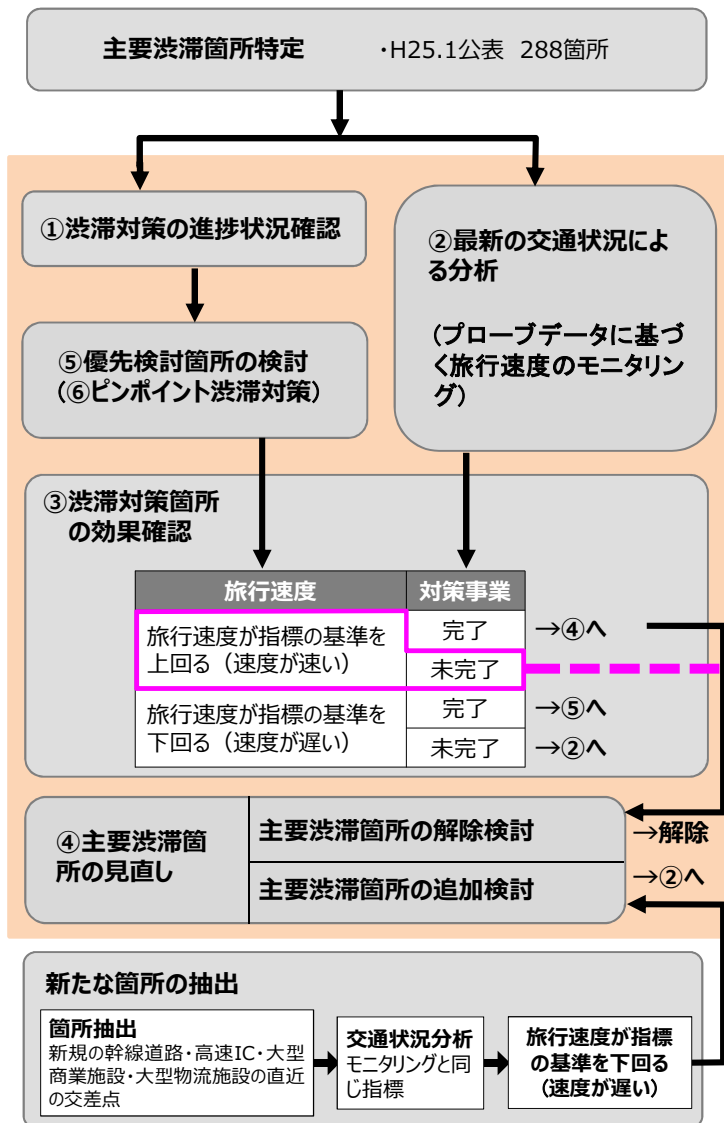 主要渋滞箇所特定 ・H25.1公表 288箇所
①渋滞対策の進捗状況確認
②最新の交通状況によ
る分析
(プローブデータに基づ
く旅行速度のモニタリン
グ)
⑤優先検討箇所の検討
(⑥ピンポイント渋滞対策)
③渋滞対策箇所
の効果確認
旅行速度 対策事業
旅行速度が指標の基準を
上回る（速度が速い）
完了 →④へ
未完了
旅行速度が指標の基準を
下回る（速度が遅い）
完了 →⑤へ
未完了 →②へ
④主要渋滞箇
所の見直し
主要渋滞箇所の解除検討 →解除
主要渋滞箇所の追加検討 →②へ
新たな箇所の抽出
箇所抽出
新規の幹線道路・高速IC・大型
商業施設・大型物流施設の直近
の交差点
交通状況分析
モニタリングと同
じ指標
旅行速度が指標
の基準を下回る
(速度が遅い)